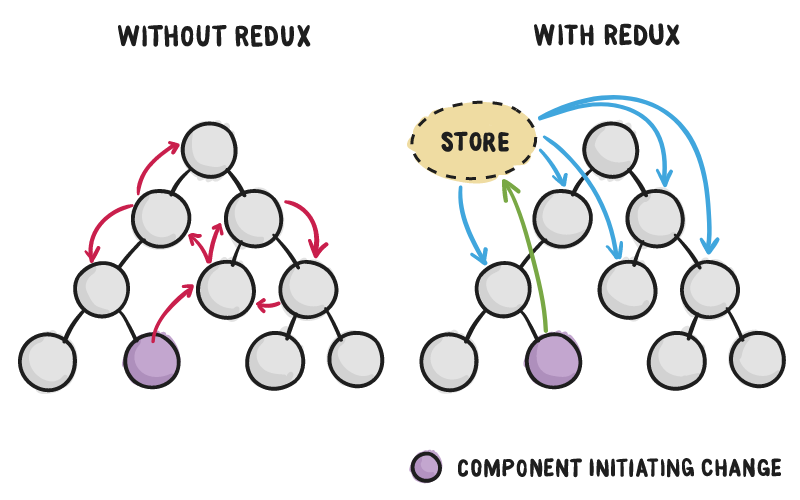 WITHOUT REDUX
WITH REDUX
STORE
COMPONENT INITIATING CHANGE